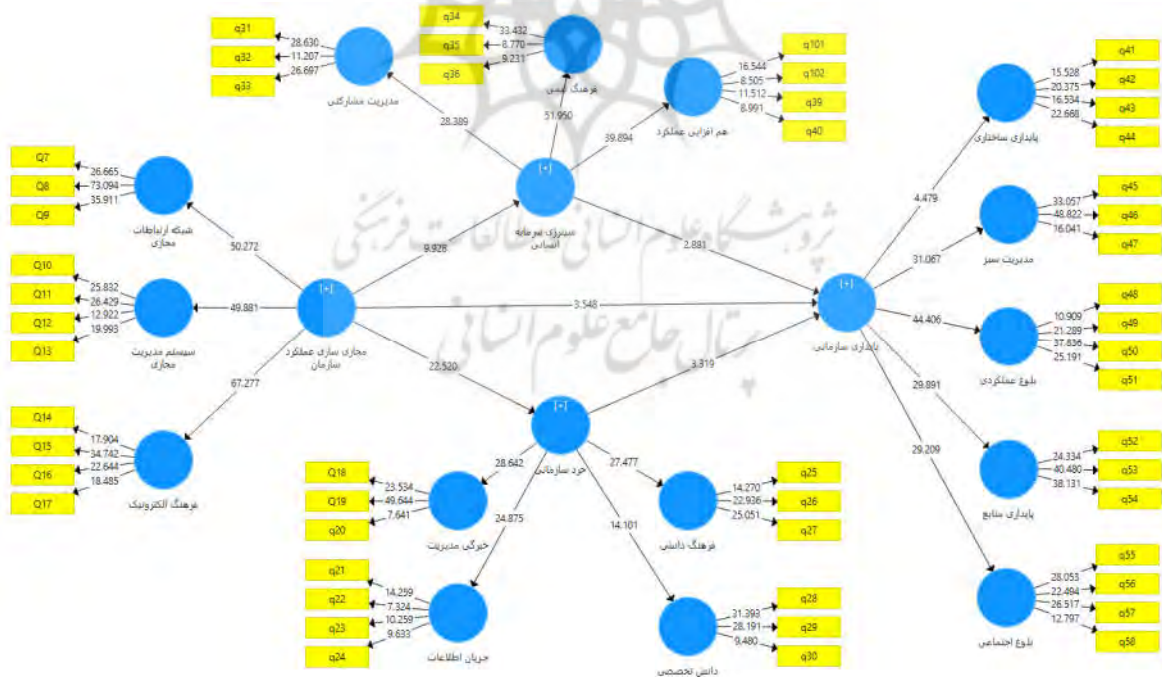 q31
q32
q33
28.630
11.207
26.697
مدیریت مشارکتی
q34
q35
q36
33.432
8.770
9.231
فرهنگ تیمی
q101
q102
q39
q40
16.544
8.505
11.512
8.991
هم افزایی عملکرد
28.389
51.950
39.894
[+]
سینرژی سرمایه
انسانی
Q7
Q8
Q9
26.665
73.094
35.911
شبکه ارتباطات
مجازی
Q10
Q11
Q12
Q13
25.832
26.429
12.922
19.993
سیستم مدیریت
مجازی
Q14
Q15
Q16
Q17
17.904
34.742
22.644
18.485
فرهنگ الکترونیک
50.272
49.881
67.277
[+]
مجازی سازی عملکرد
سازمان
9.928
3.548
22.520
2.881
3.319
[+]
پایداری سازمانی
[+]
خرد سازمانی
28.642
24.875
27.477
14.101
Q18
Q19
q20
23.534
49.644
7.641
خبرگی مدیریت
q21
q22
q23
q24
14.259
7.324
10.259
9.633
جریان اطلاعات
q25
q26
q27
14.270
22.936
25.051
فرهنگ دانشی
q28
q29
q30
31.393
28.191
9.480
دانش تخصصی
4.479
31.067
44.406
29.891
29.209
q41
q42
q43
q44
15.528
20.375
16.534
22.668
پایداری ساختاری
q45
q46
q47
33.057
48.822
16.041
مدیریت سبز
q48
q49
q50
q51
10.909
21.289
37.836
25.191
بلوغ عملکردی
q52
q53
q54
24.334
40.480
38.131
پایداری منابع
q55
q56
q57
q58
28.053
22.494
26.517
12.797
بلوغ اجتماعی
پژوهشگاه علوم انسانی و مطالعات فرهنگی
پرتال جامع علوم انسانی